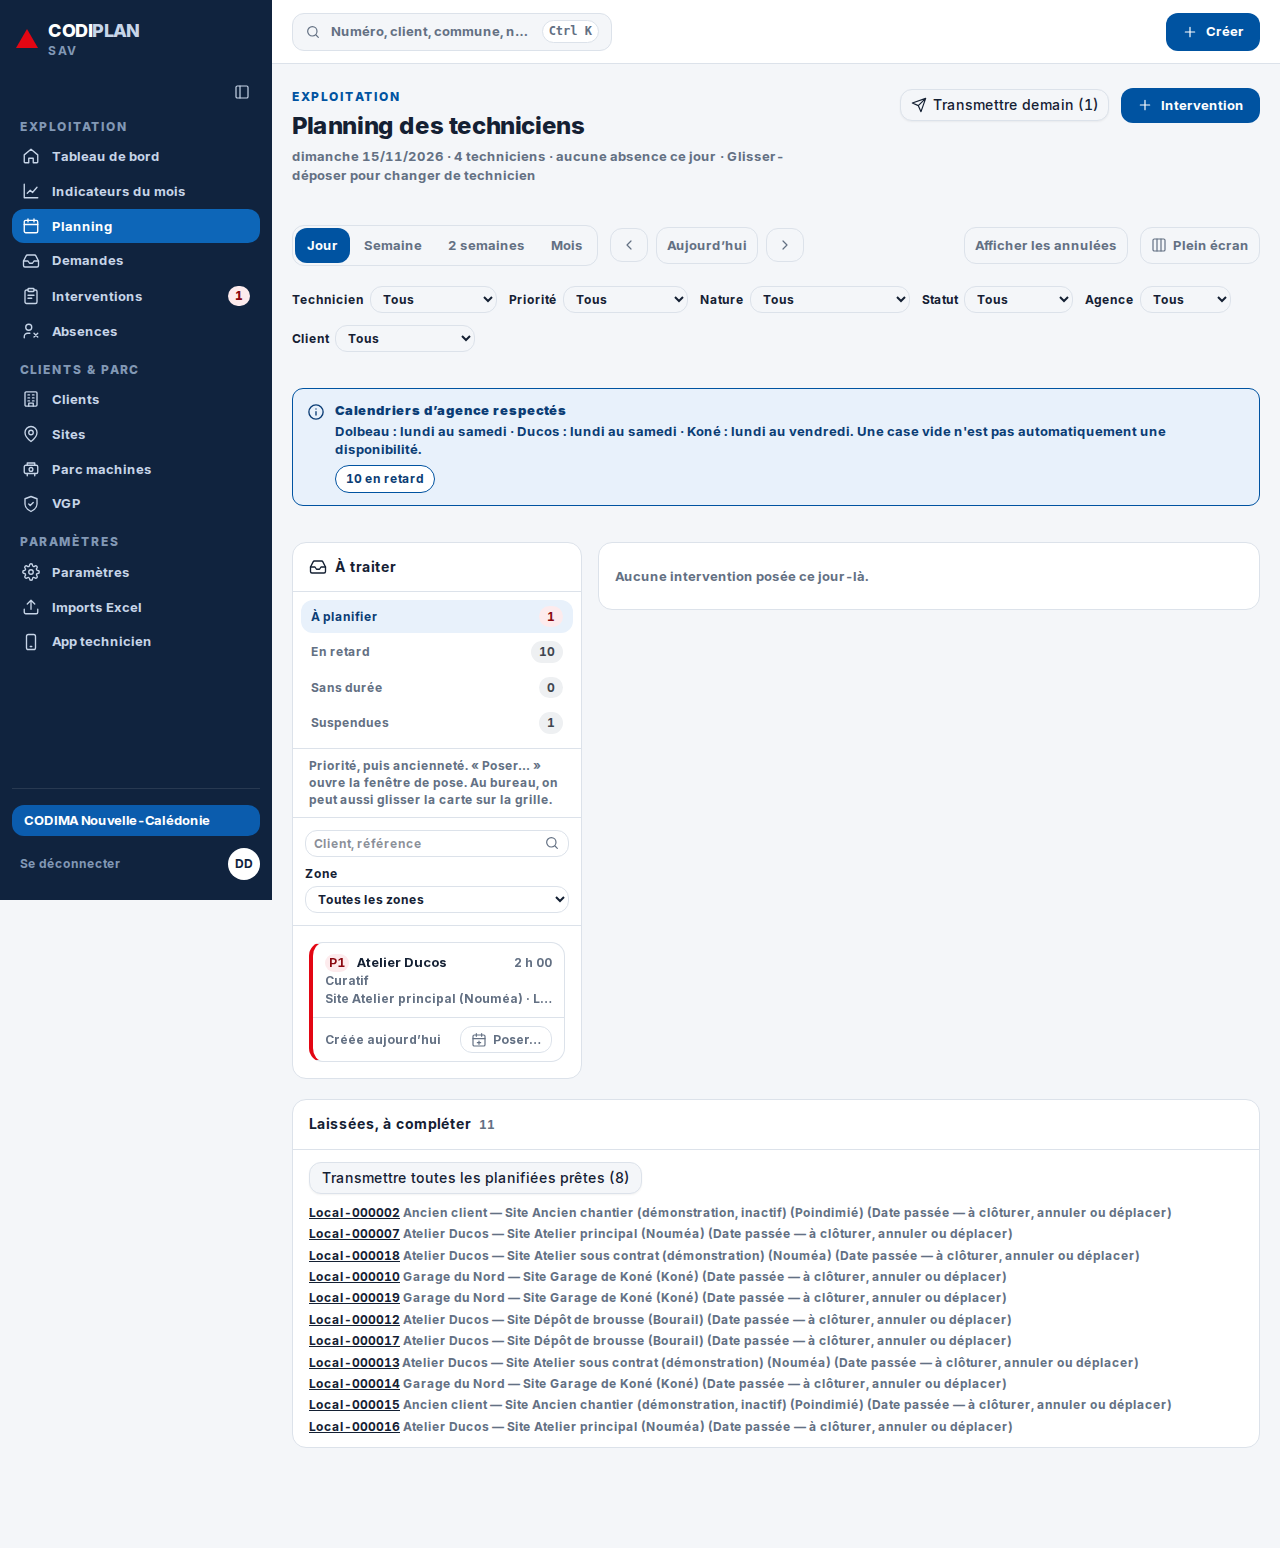 CODIPLAN
SAV
EXPLOITATION
Tableau de bord
Indicateurs du mois
Planning
Demandes
Interventions 1
Absences
CLIENTS & PARC
Clients
Sites
Parc machines
VGP
PARAMÈTRES
Paramètres
Imports Excel
App technicien
CODIMA Nouvelle-Calédonie
Se déconnecter DD
Numéro, client, commune, n… Ctrl K
Créer
EXPLOITATION
Planning des techniciens
dimanche 15/11/2026 · 4 techniciens · aucune absence ce jour · Glisser-
déposer pour changer de technicien
Transmettre demain (1)
Intervention
Jour Semaine 2 semaines Mois Aujourd’hui Afficher les annulées Plein écran
Technicien Tous Priorité Tous Nature Tous Statut Tous Agence Tous
Client Tous
Calendriers d’agence respectés
Dolbeau : lundi au samedi · Ducos : lundi au samedi · Koné : lundi au vendredi. Une case vide n'est pas automatiquement une
disponibilité.
10 en retard
À traiter
À planifier 1
En retard 10
Sans durée 0
Suspendues 1
Priorité, puis ancienneté. « Poser… »
ouvre la fenêtre de pose. Au bureau, on
peut aussi glisser la carte sur la grille.
Client, référence
Zone
Toutes les zones
P1 Atelier Ducos 2 h 00
Curatif
Site Atelier principal (Nouméa) · L…
Créée aujourd’hui Poser…
Aucune intervention posée ce jour-là.
Laissées, à compléter 11
Transmettre toutes les planifiées prêtes (8)
Local-000002 Ancien client — Site Ancien chantier (démonstration, inactif) (Poindimié) (Date passée — à clôturer, annuler ou déplacer)
Local-000007 Atelier Ducos — Site Atelier principal (Nouméa) (Date passée — à clôturer, annuler ou déplacer)
Local-000018 Atelier Ducos — Site Atelier sous contrat (démonstration) (Nouméa) (Date passée — à clôturer, annuler ou déplacer)
Local-000010 Garage du Nord — Site Garage de Koné (Koné) (Date passée — à clôturer, annuler ou déplacer)
Local-000019 Garage du Nord — Site Garage de Koné (Koné) (Date passée — à clôturer, annuler ou déplacer)
Local-000012 Atelier Ducos — Site Dépôt de brousse (Bourail) (Date passée — à clôturer, annuler ou déplacer)
Local-000017 Atelier Ducos — Site Dépôt de brousse (Bourail) (Date passée — à clôturer, annuler ou déplacer)
Local-000013 Atelier Ducos — Site Atelier sous contrat (démonstration) (Nouméa) (Date passée — à clôturer, annuler ou déplacer)
Local-000014 Garage du Nord — Site Garage de Koné (Koné) (Date passée — à clôturer, annuler ou déplacer)
Local-000015 Ancien client — Site Ancien chantier (démonstration, inactif) (Poindimié) (Date passée — à clôturer, annuler ou déplacer)
Local-000016 Atelier Ducos — Site Atelier principal (Nouméa) (Date passée — à clôturer, annuler ou déplacer)